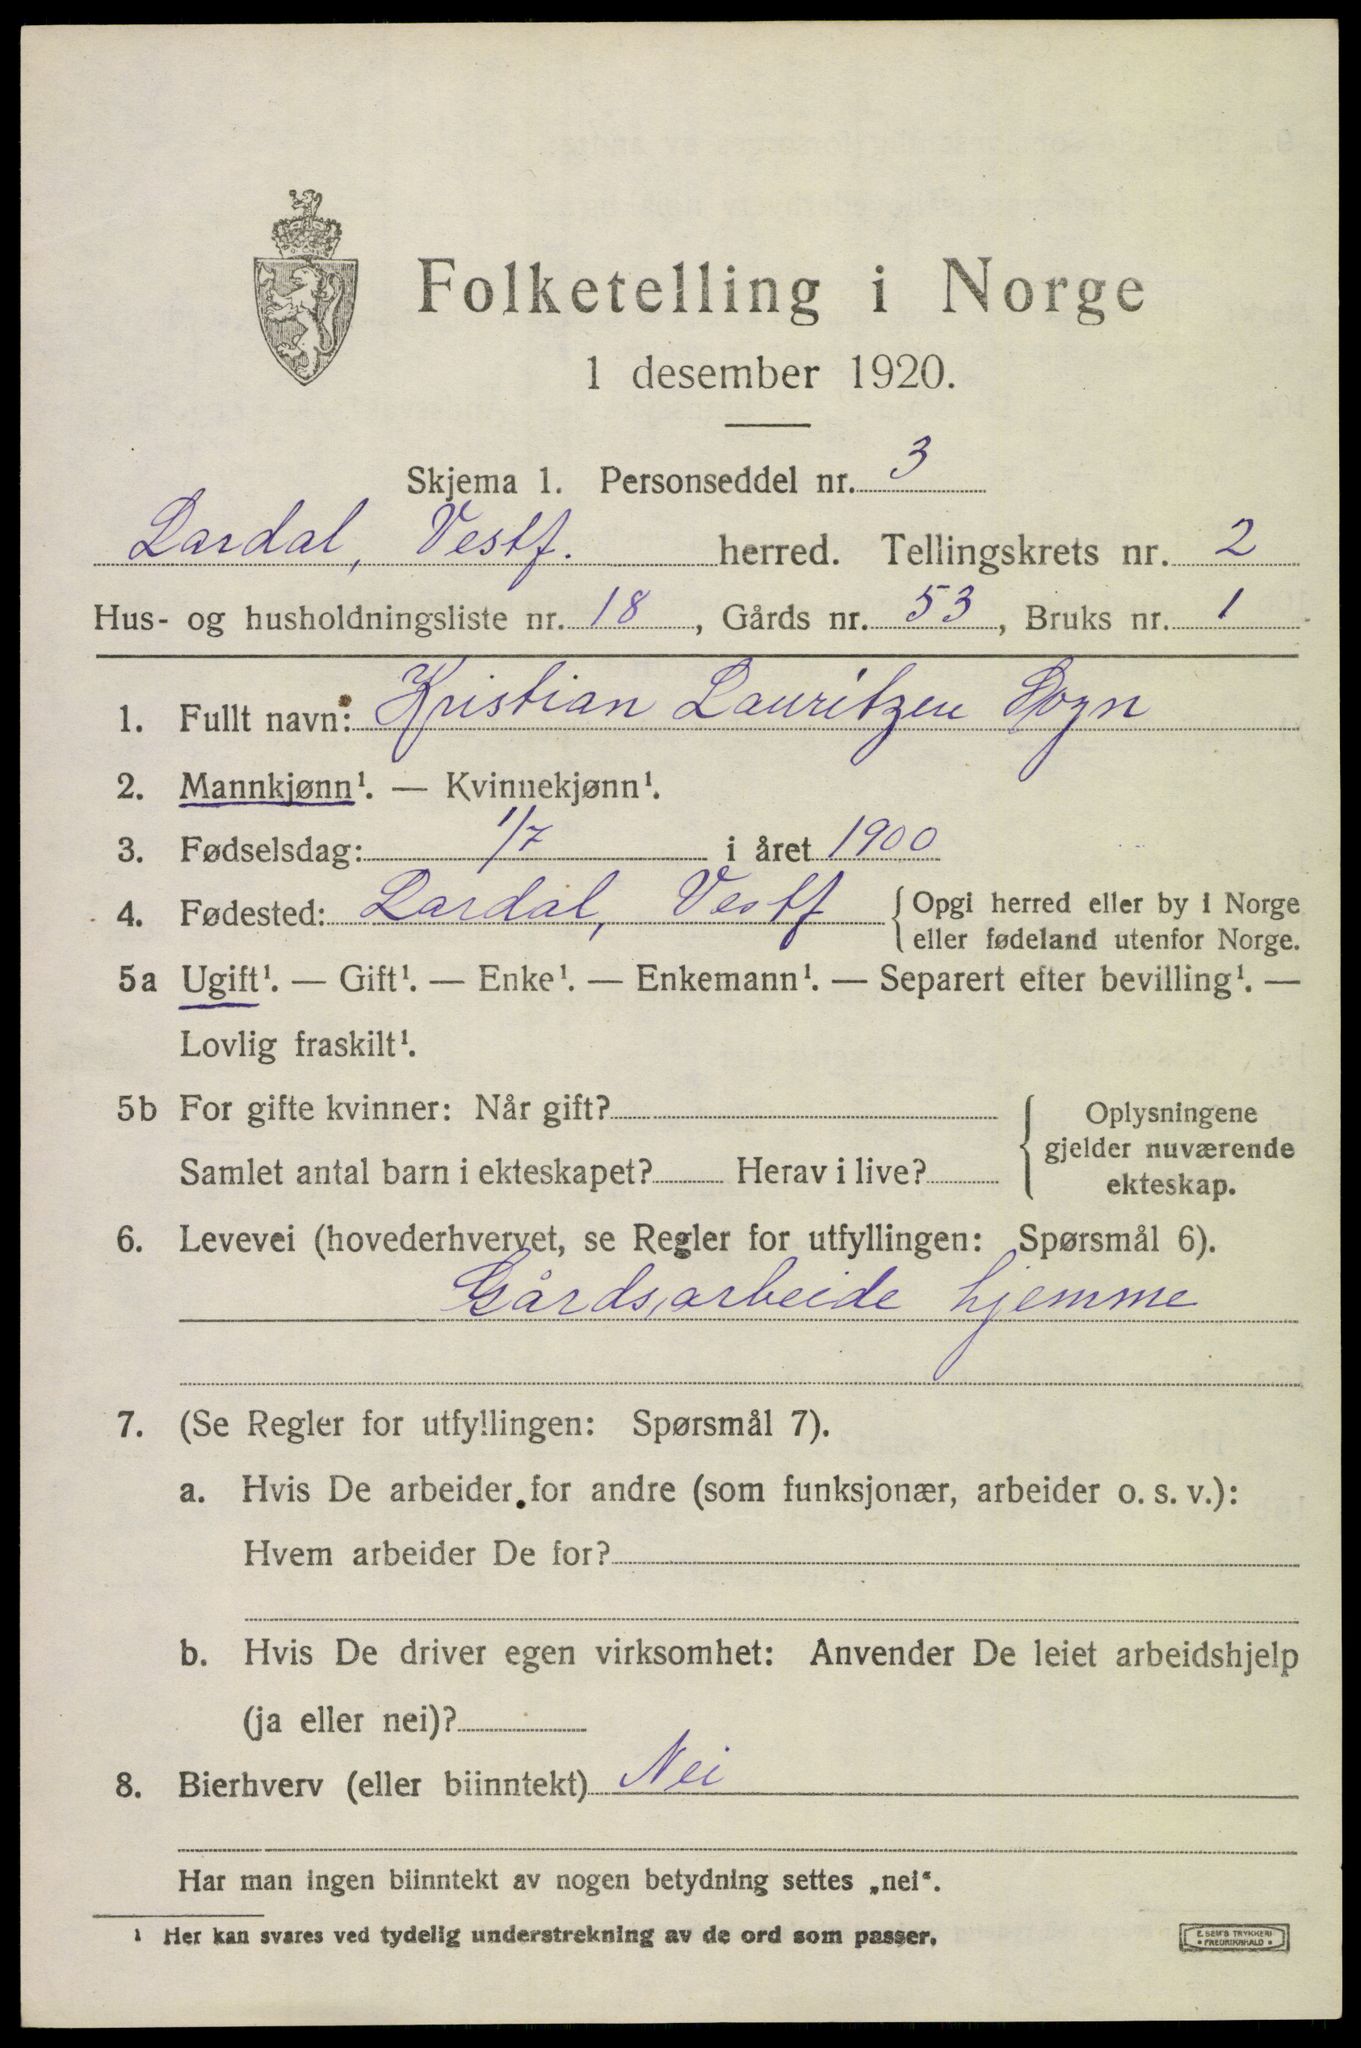 Folketelling i Norge
1 desember 1920.
Skjema 1. Personseddel nr. 3
Lardal, Vestf. herred. Tellingskrets nr. 2
Hus- og husholdningsliste nr. 18, Gårds nr. 53, Bruks nr. 1
1. Fullt navn: Kristian Lauritzen Sogn
2. Mannkjønn¹. — Kvinnekjønn¹.
3. Fødselsdag: 1/7 i året 1900
4. Fødested: Lardal, Vestf { Opgi herred eller by i Norge
eller fødeland utenfor Norge.
5a Ugift¹. — Gift¹. — Enke¹. — Enkemann¹. — Separert efter bevilling¹. —
Lovlig fraskilt¹.
5b For gifte kvinner: Når gift?
Samlet antal barn i ekteskapet? Herav i live?
{ Oplysningene
gjelder nuværende
ekteskap.
6. Levevei (hovederhvervet, se Regler for utfyllingen: Spørsmål 6).
Gårdsarbeide hjemme
7. (Se Regler for utfyllingen: Spørsmål 7).
a. Hvis De arbeider for andre (som funksjonær, arbeider o. s. v.):
Hvem arbeider De for?
b. Hvis De driver egen virksomhet: Anvender De leiet arbeidshjelp
(ja eller nei)?
8. Bierhverv (eller biinntekt) Nei
Har man ingen biinntekt av nogen betydning settes „nei“.
¹ Her kan svares ved tydelig understrekning av de ord som passer.
E. SEM'S TRYKKERI
• FREDRIKSHALD •